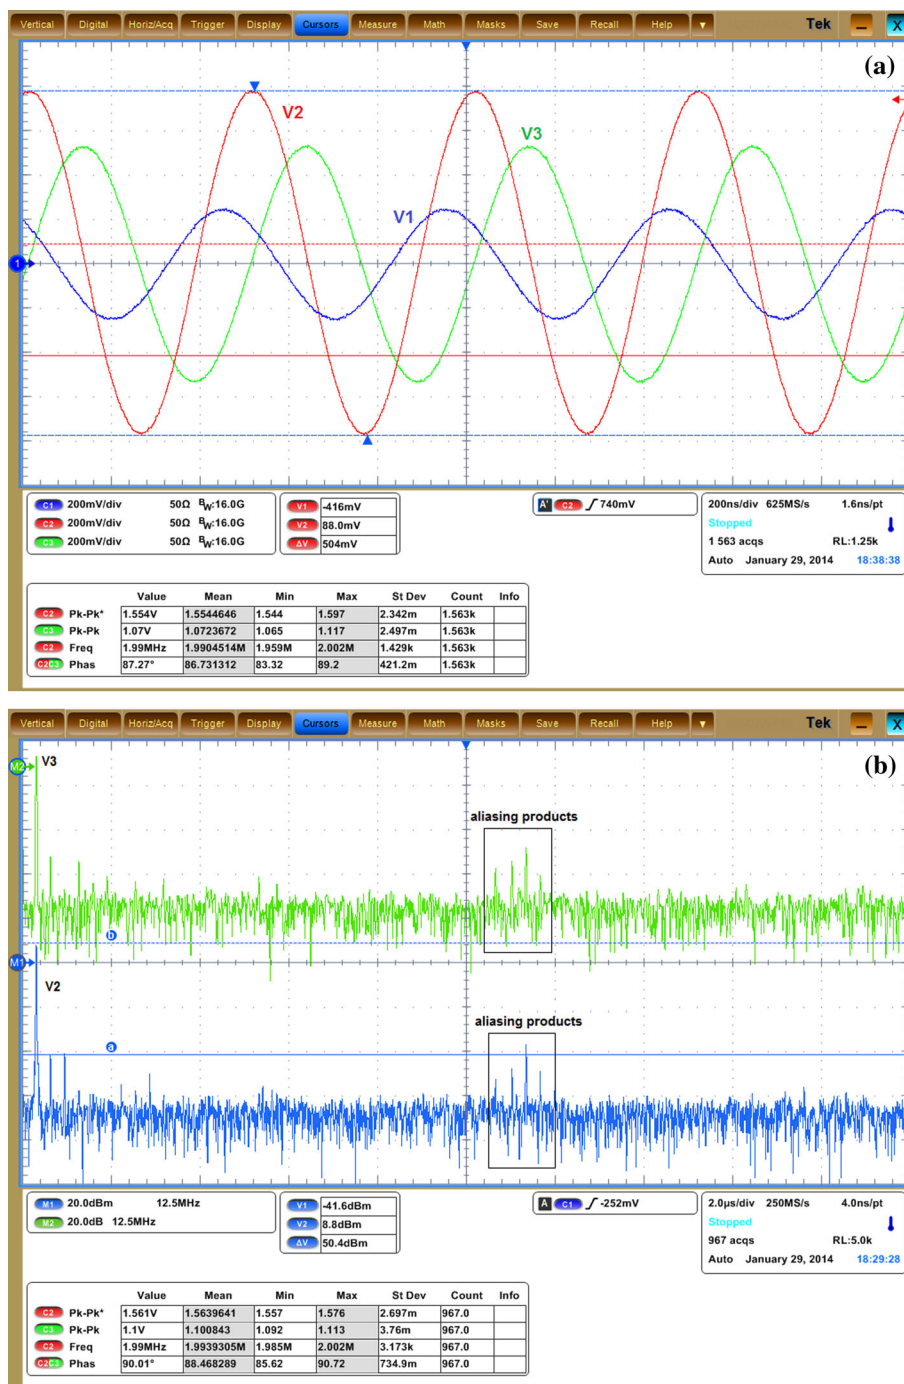 Vertical Digital Horiz/Acq Trigger Display Cursors Measure Math Masks Save Recall Help ▼ Tek X
(a)
V2
V3
V1
1
C1 200mV/div 50Ω BW:16.0G
C2 200mV/div 50Ω BW:16.0G
C3 200mV/div 50Ω BW:16.0G
V1 -416mV
V2 88.0mV
ΔV 504mV
A' C2 740mV
200ns/div 625MS/s 1.6ns/pt
Stopped
1 563 acqs RL:1.25k
Auto January 29, 2014 18:38:38
Value Mean Min Max St Dev Count Info
C2 Pk-Pk* 1.554V 1.5544646 1.544 1.597 2.342m 1.563k
C3 Pk-Pk 1.07V 1.0723672 1.065 1.117 2.497m 1.563k
C2 Freq 1.99MHz 1.9904514M 1.959M 2.002M 1.429k 1.563k
C2C3 Phas 87.27° 86.731312 83.32 89.2 421.2m 1.563k
Vertical Digital Horiz/Acq Trigger Display Cursors Measure Math Masks Save Recall Help ▼ Tek X
(b)
M2 V3
aliasing products
b
M1
V2
aliasing products
a
M1 20.0dBm 12.5MHz
M2 20.0dB 12.5MHz
V1 -41.6dBm
V2 8.8dBm
ΔV 50.4dBm
A C1 -252mV
2.0µs/div 250MS/s 4.0ns/pt
Stopped
967 acqs RL:5.0k
Auto January 29, 2014 18:29:28
Value Mean Min Max St Dev Count Info
C2 Pk-Pk* 1.561V 1.5639641 1.557 1.576 2.697m 967.0
C3 Pk-Pk 1.1V 1.100843 1.092 1.113 3.76m 967.0
C2 Freq 1.99MHz 1.9939305M 1.985M 2.002M 3.173k 967.0
C2C3 Phas 90.01° 88.468289 85.62 90.72 734.9m 967.0